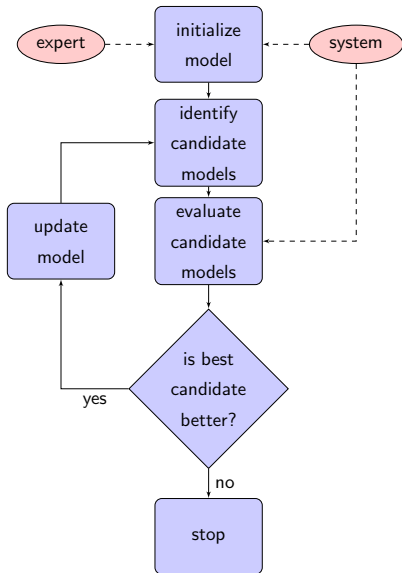 expert
initialize
model
system
identify
candidate
models
update
model
evaluate
candidate
models
is best
candidate
better?
yes
no
stop